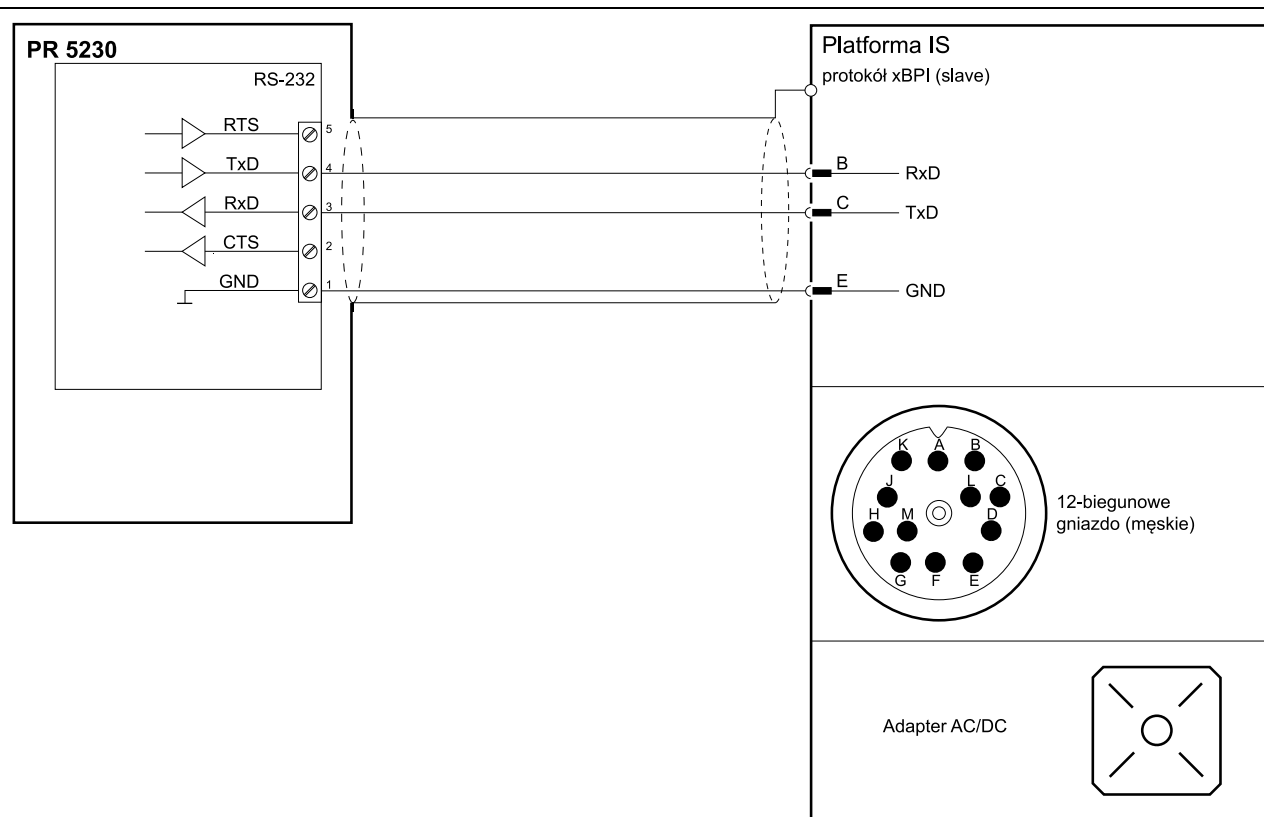 PR 5230
RS-232
RTS
5
TxD
4
RxD
3
CTS
2
GND
1
Platforma IS
protokół xBPI (slave)
B
RxD
C
TxD
E
GND
K A B
J L C
H M D
G F E
12-biegunowe
gniazdo (męskie)
Adapter AC/DC